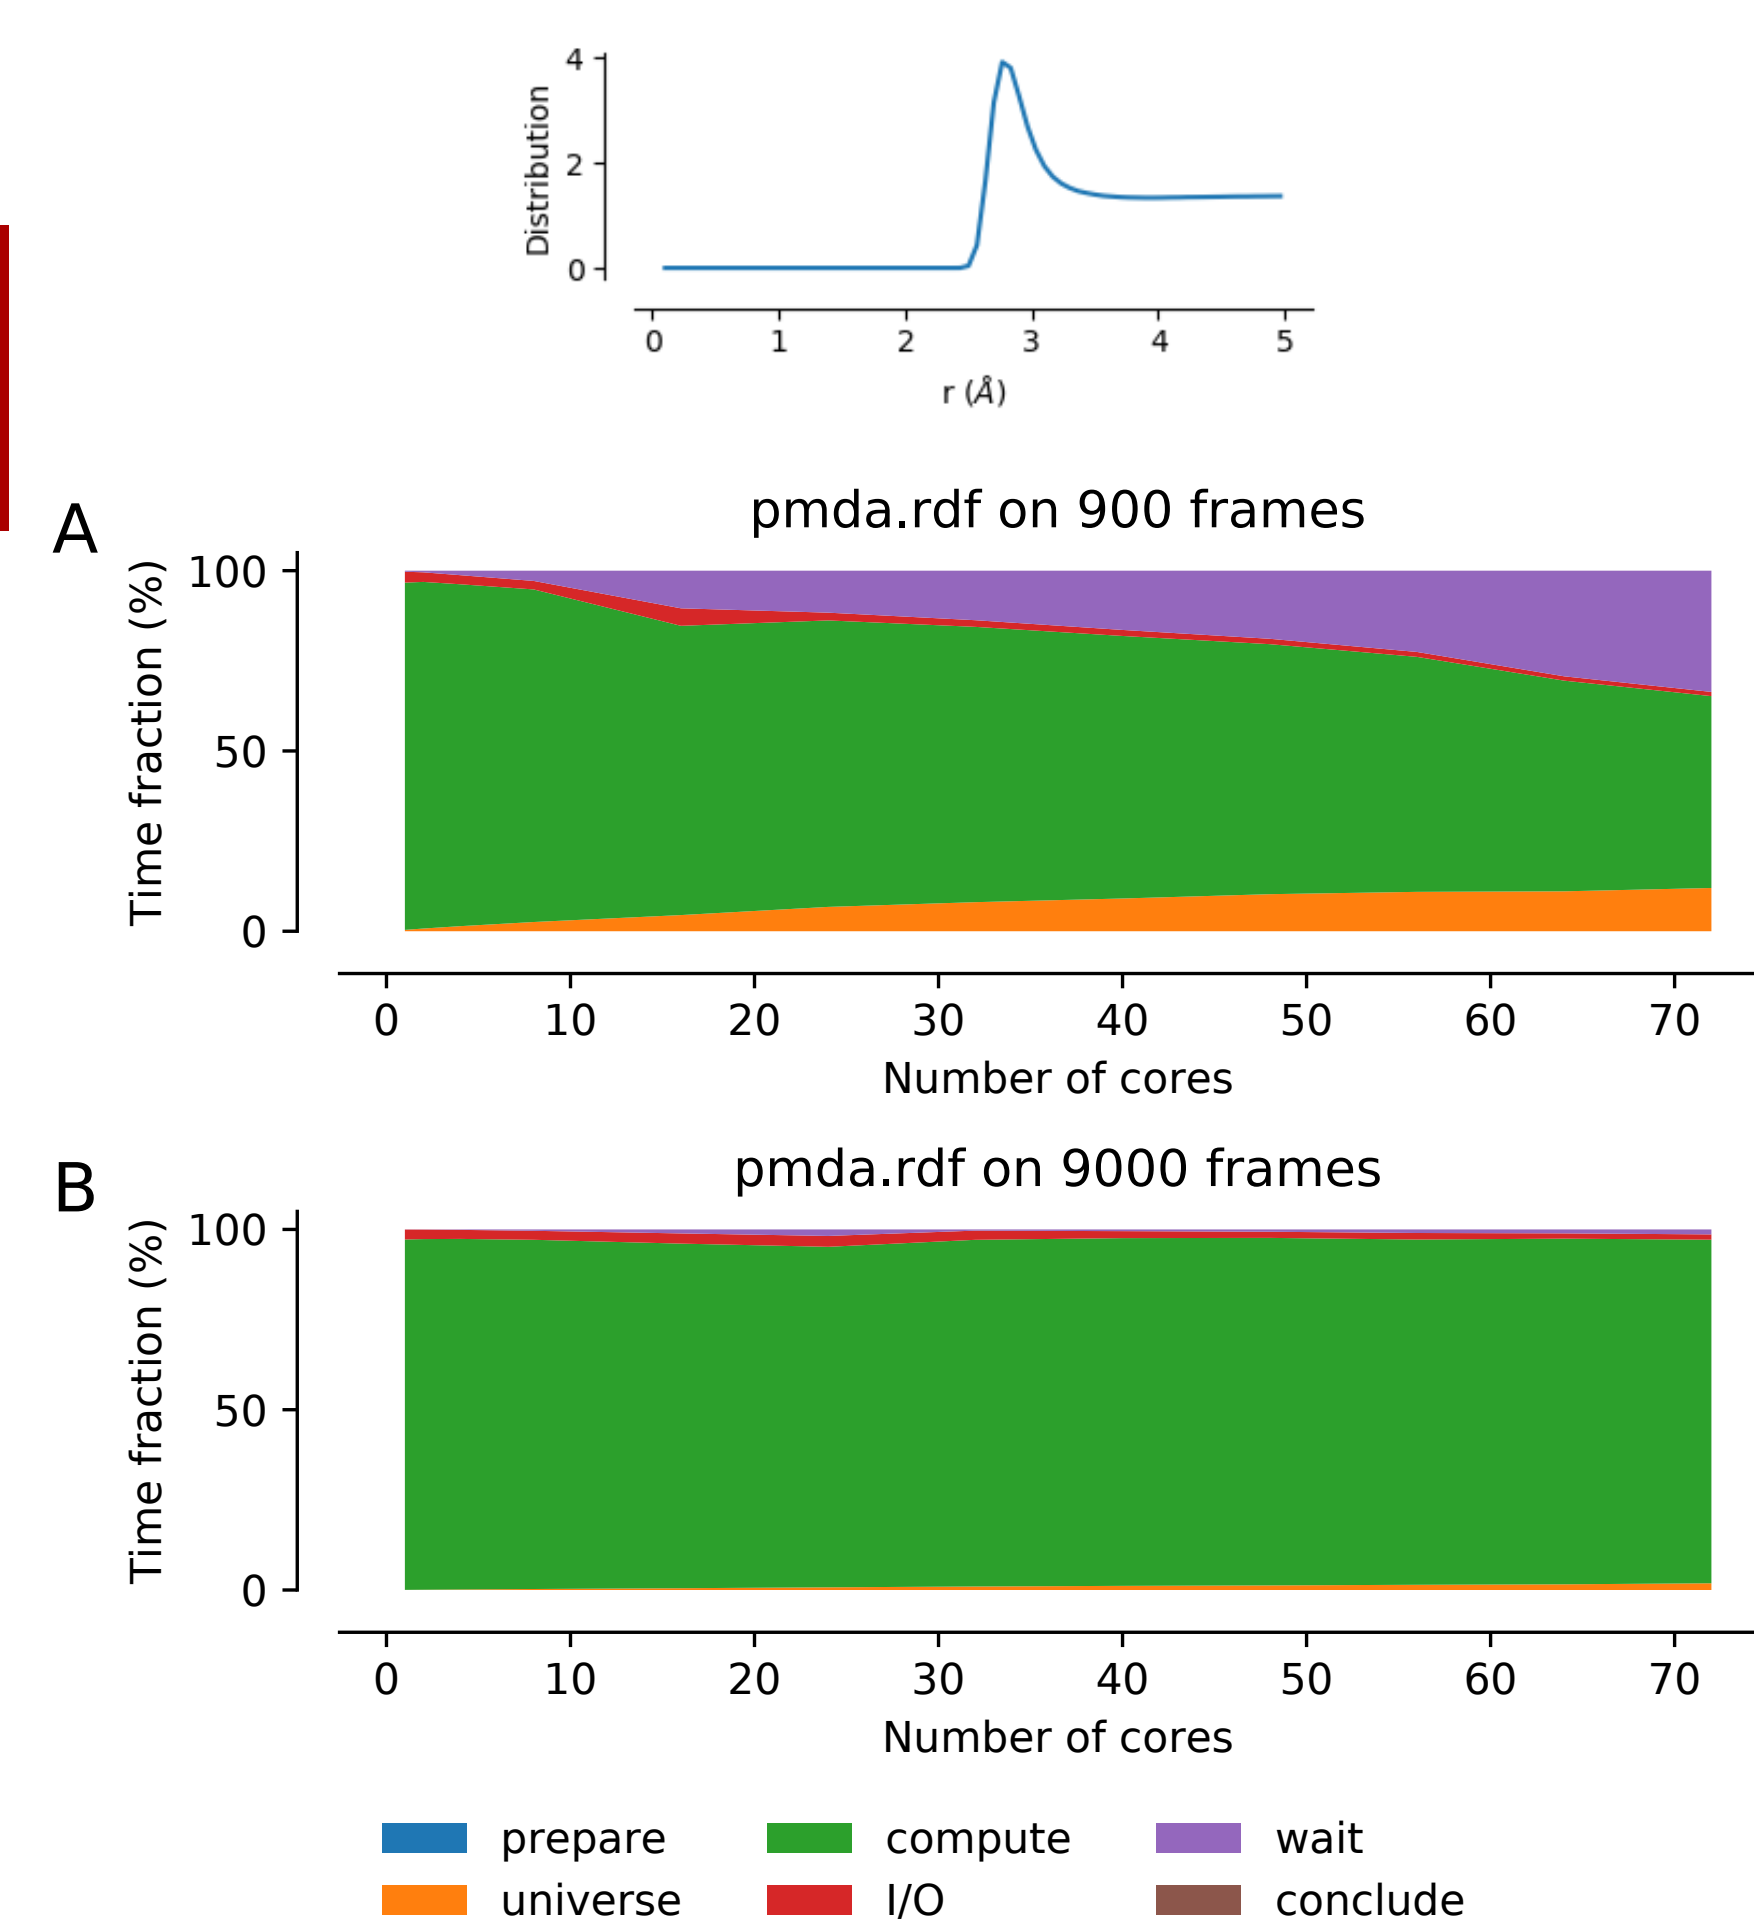 4
2
0
Distribution
0 1 2 3 4 5
r (Å)
A
pmda.rdf on 900 frames
100
50
0
Time fraction (%)
0 10 20 30 40 50 60 70
Number of cores
B
pmda.rdf on 9000 frames
100
50
0
Time fraction (%)
0 10 20 30 40 50 60 70
Number of cores
prepare compute wait
universe I/O conclude